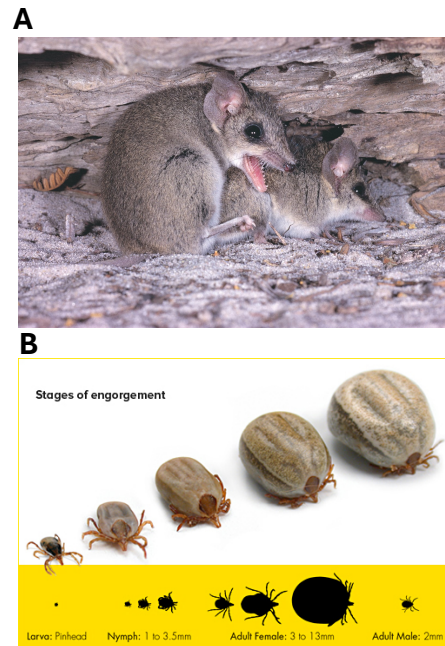 A
B
Stages of engorgement
Larva: Pinhead Nymph: 1 to 3.5mm Adult Female: 3 to 13mm Adult Male: 2mm